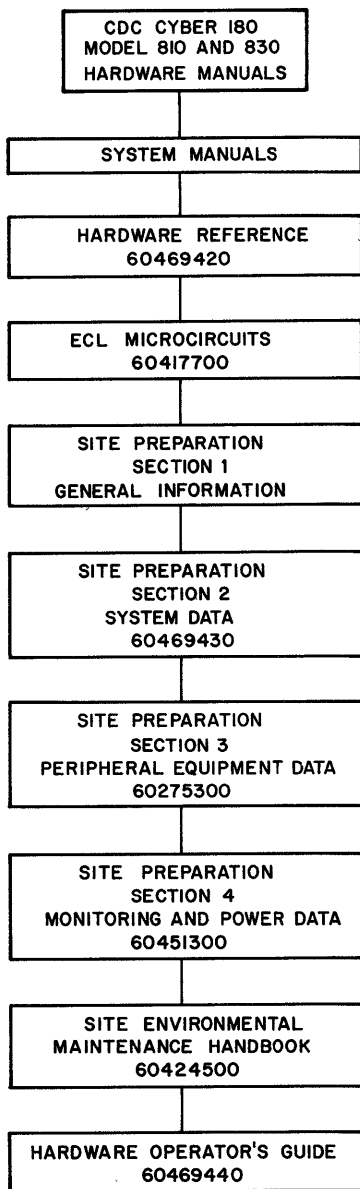 CDC CYBER 180
MODEL 810 AND 830
HARDWARE MANUALS
SYSTEM MANUALS
HARDWARE REFERENCE
60469420
ECL MICROCIRCUITS
60417700
SITE PREPARATION
SECTION 1
GENERAL INFORMATION
SITE PREPARATION
SECTION 2
SYSTEM DATA
60469430
SITE PREPARATION
SECTION 3
PERIPHERAL EQUIPMENT DATA
60275300
SITE PREPARATION
SECTION 4
MONITORING AND POWER DATA
60451300
SITE ENVIRONMENTAL
MAINTENANCE HANDBOOK
60424500
HARDWARE OPERATOR'S GUIDE
60469440